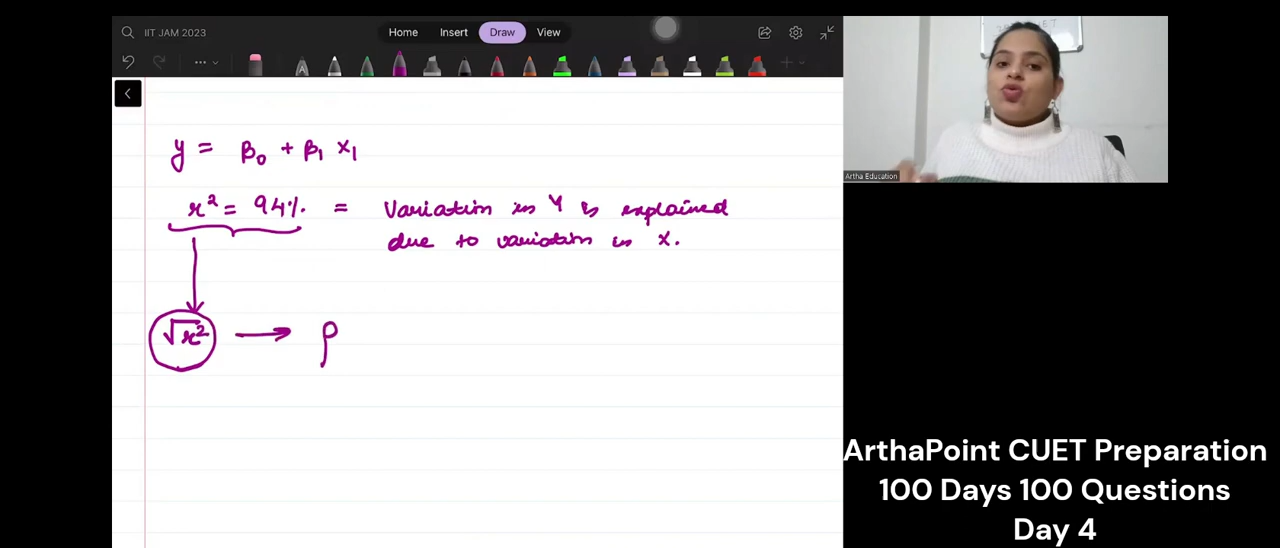 IIT JAM 2023
Home Insert Draw View
y = β₀ + β₁ x₁
r² = 94% = Variation in Y is explained
due to variation in X.
√r² → ρ
Artha Education
ArthaPoint CUET Preparation
100 Days 100 Questions
Day 4